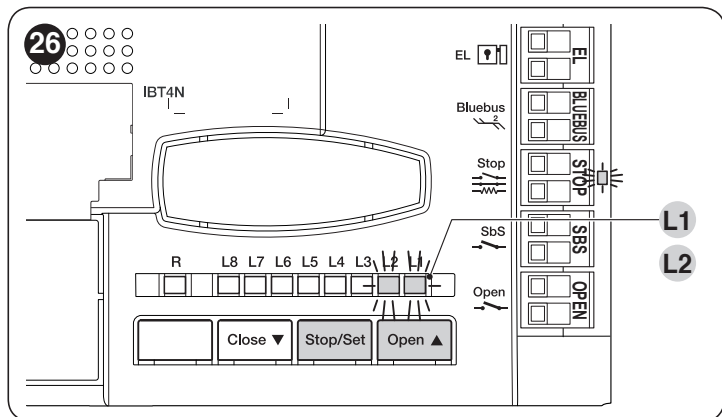 26
IBT4N
EL
EL
Bluebus
2
BLUEBUS
Stop
STOP
L1
L2
SbS
SBS
R L8 L7 L6 L5 L4 L3 L2 L1
Open
OPEN
Close ▼ Stop/Set Open ▲